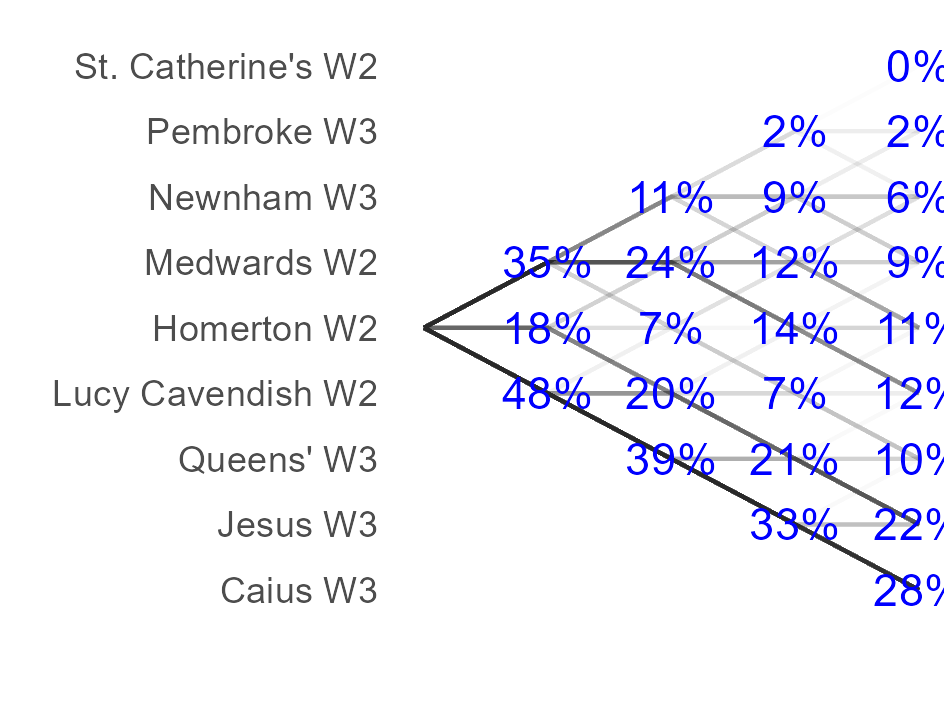 St. Catherine's W2 0%
Pembroke W3 2% 2%
Newnham W3 11% 9% 6%
Medwards W2 35% 24% 12% 9%
Homerton W2 18% 7% 14% 11%
Lucy Cavendish W2 48% 20% 7% 12%
Queens' W3 39% 21% 10%
Jesus W3 33% 22%
Caius W3 28%